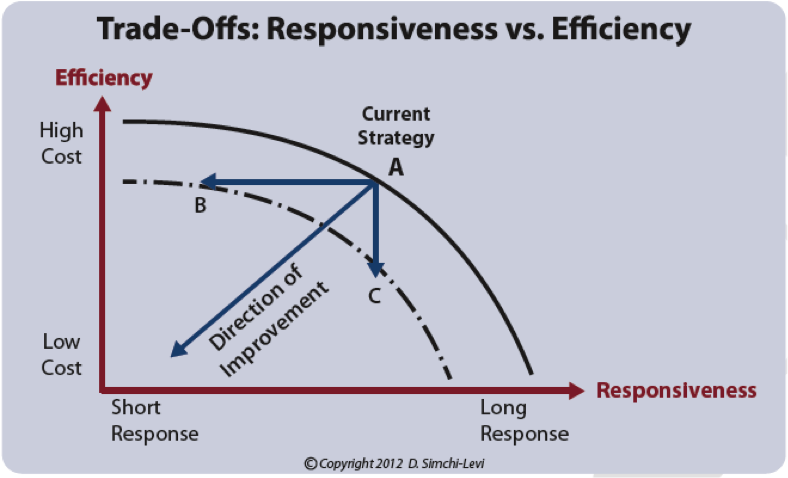 Trade-Offs: Responsiveness vs. Efficiency
Efficiency
High
Cost
Current
Strategy
A
B
C
Direction of
Improvement
Low
Cost
Responsiveness
Short
Response
Long
Response
©Copyright 2012 D. Simchi-Levi